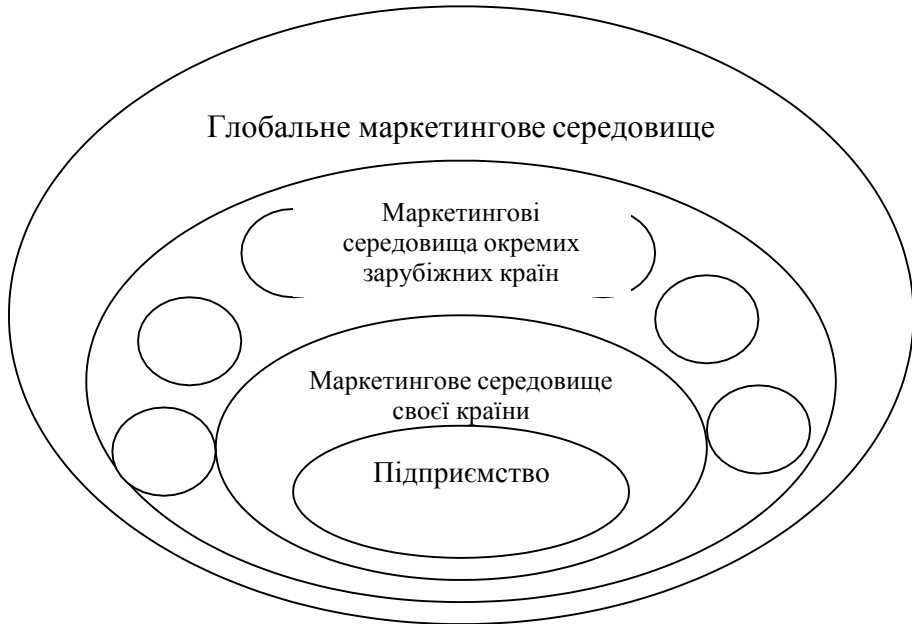 Глобальне маркетингове середовище
Маркетингові
середовища окремих
зарубіжних країн
Маркетингове середовище
своєї країни
Підприємство